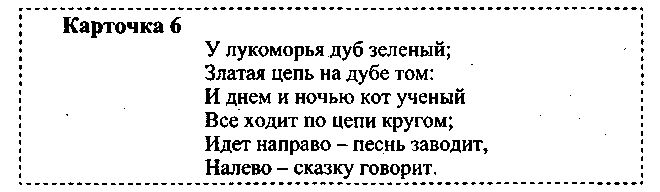 Карточка 6
У лукоморья дуб зеленый;
Златая цепь на дубе том:
И днем и ночью кот ученый
Все ходит по цепи кругом;
Идет направо – песнь заводит,
Налево – сказку говорит.